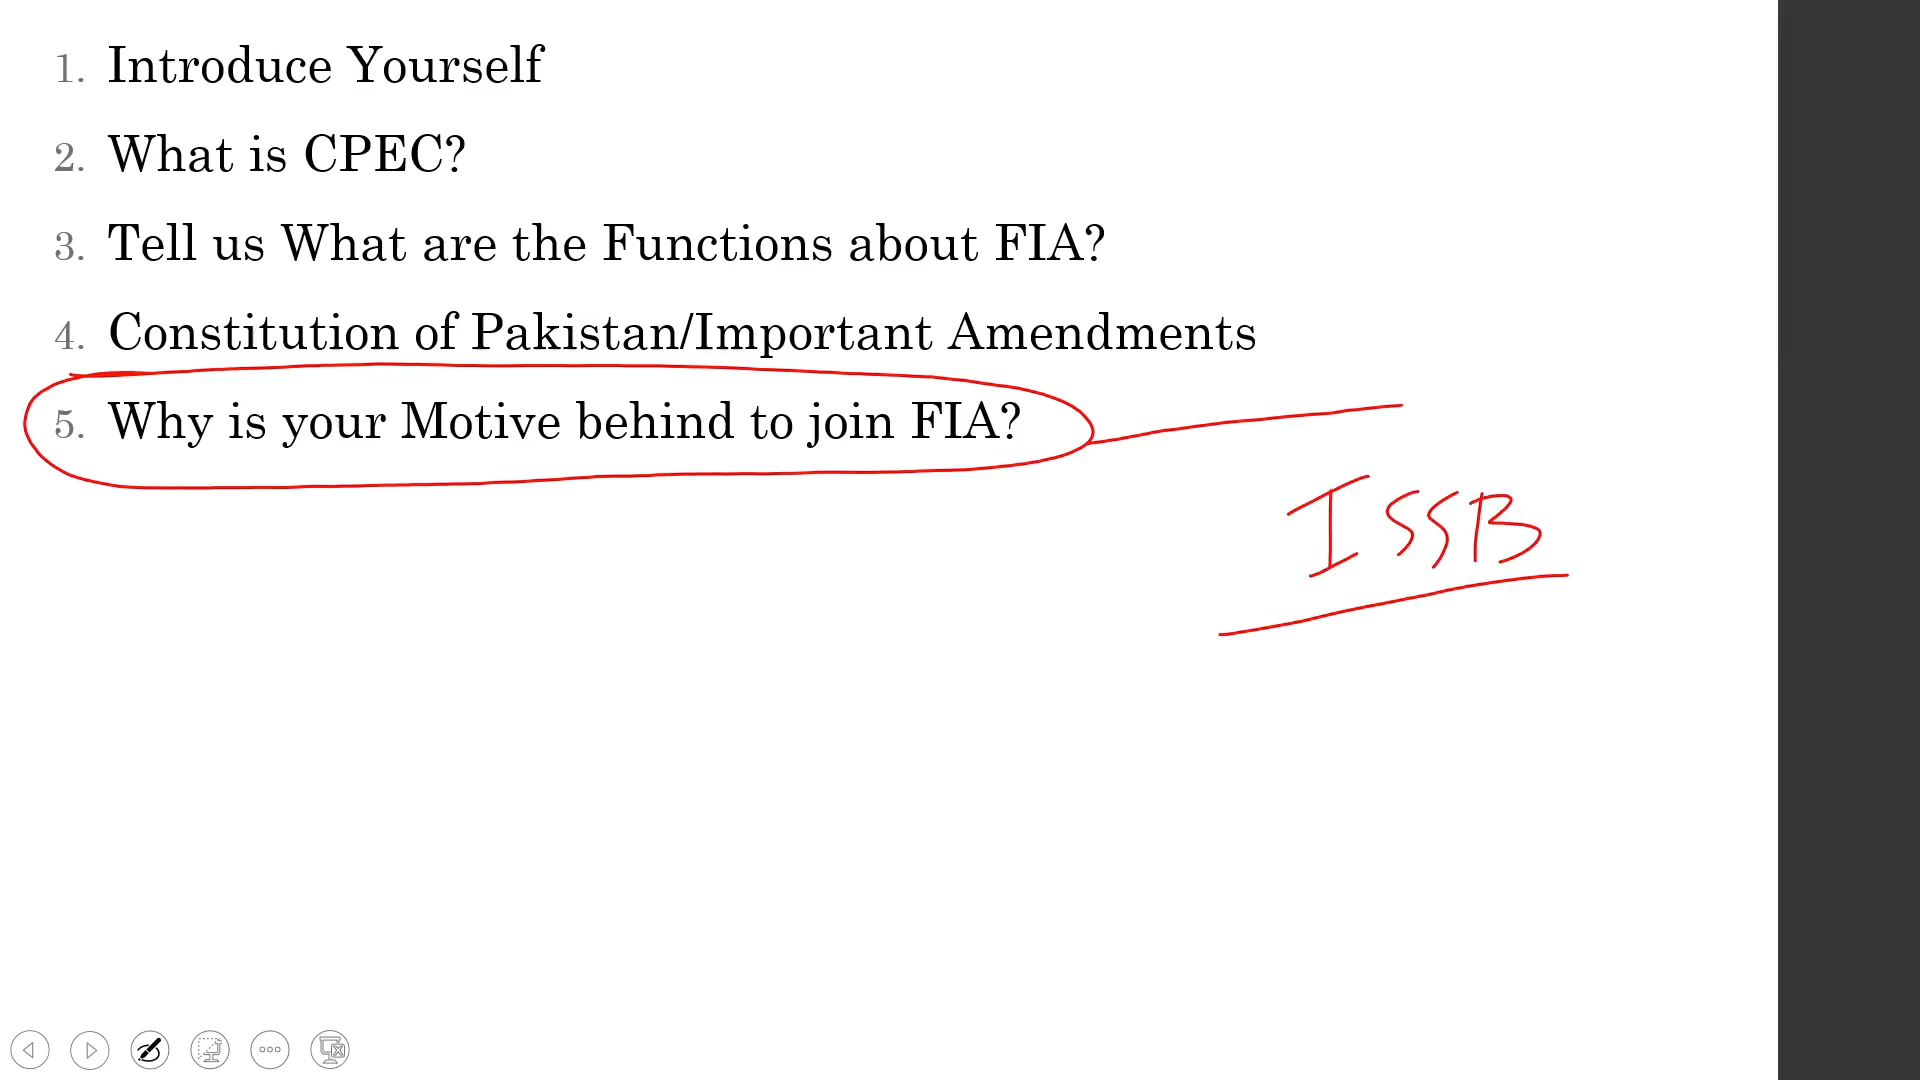 1. Introduce Yourself
2. What is CPEC?
3. Tell us What are the Functions about FIA?
4. Constitution of Pakistan/Important Amendments
5. Why is your Motive behind to join FIA?
ISSB